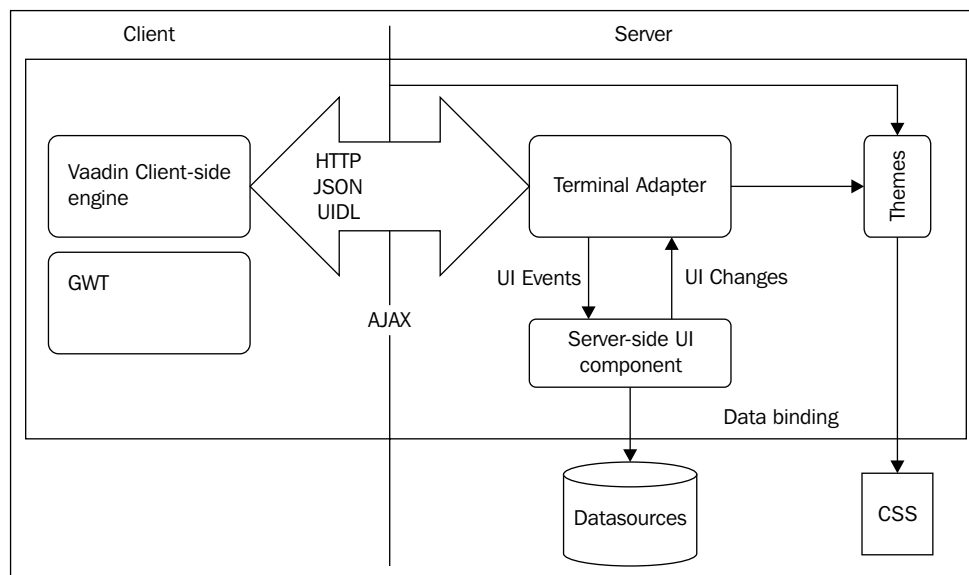 Client
Server
Vaadin Client-side
engine
HTTP
JSON
UIDL
Terminal Adapter
Themes
GWT
UI Events
UI Changes
AJAX
Server-side UI
component
Data binding
Datasources
CSS